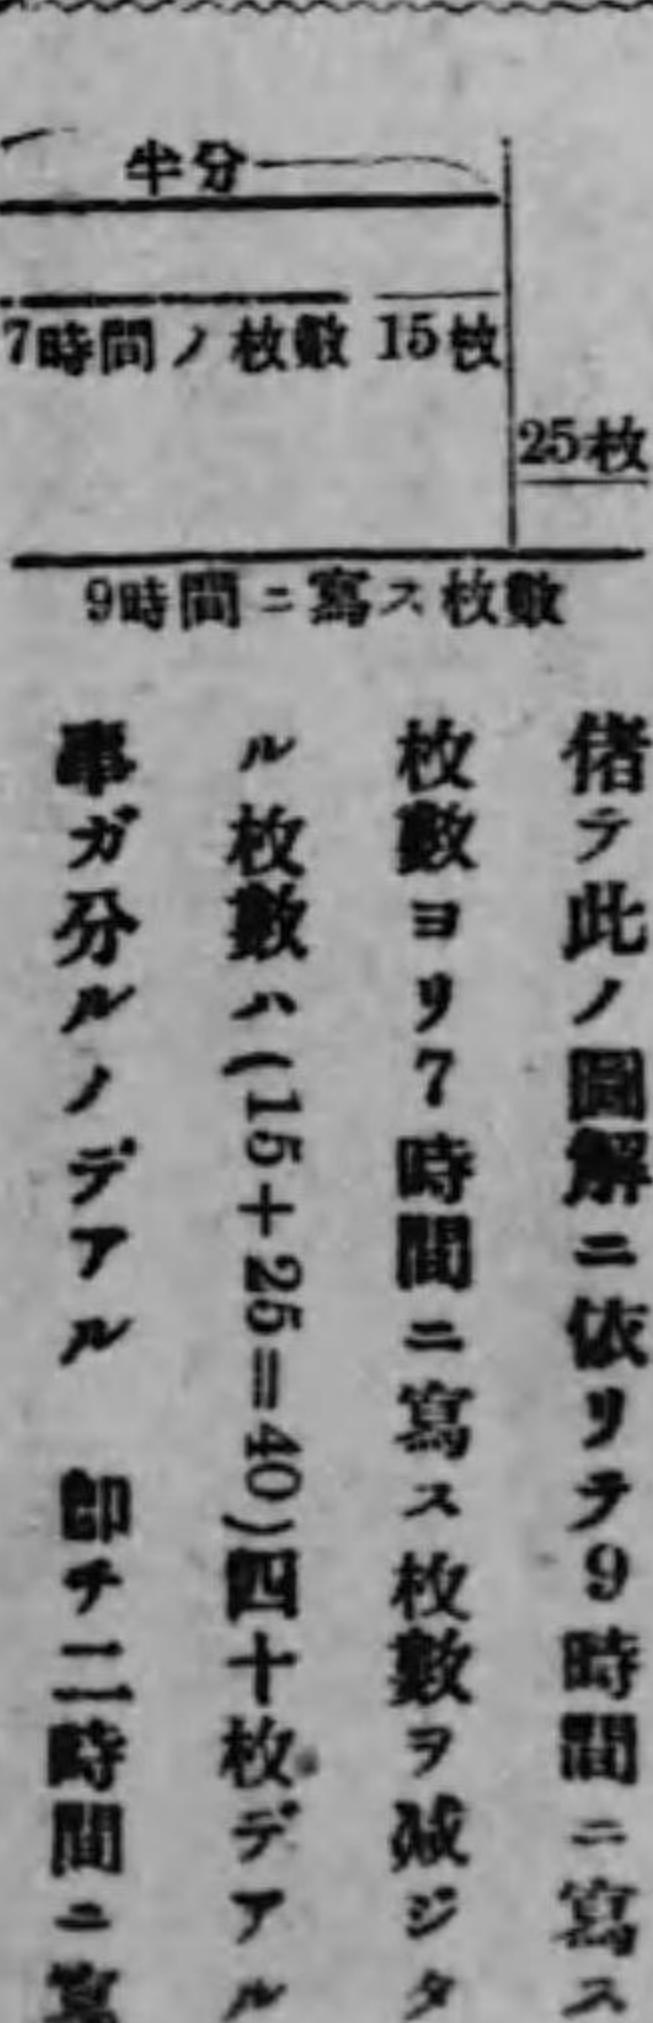 半分
7時間ノ枚數 15枚
25枚
9時間ニ寫ス枚數
偖テ此ノ圖解ニ依リテ9時間ニ寫ス
枚數ヨリ7時間ニ寫ス枚數ヲ減ジタ
ル枚數ハ(15+25=40)四十枚デアル
事ガ分ルノデアル 卽チ二時間ニ寫